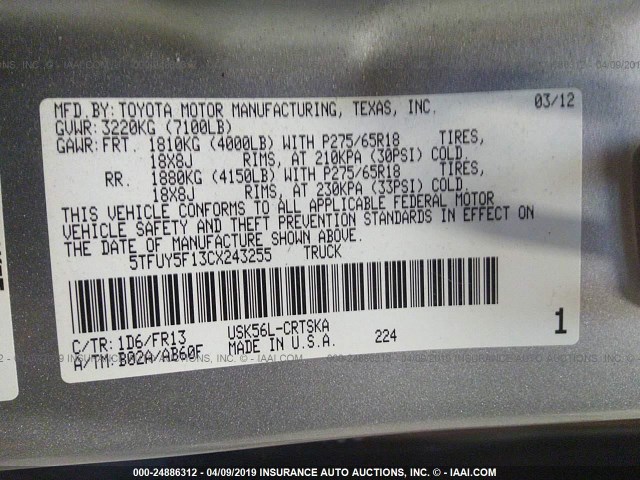 MFD.BY: TOYOTA MOTOR MANUFACTURING, TEXAS, INC. 03/12
GVWR: 3220KG (7100LB)
GAWR: FRT. 1810KG (4000LB) WITH P275/65R18 TIRES,
18X8J RIMS, AT 210KPA (30PSI) COLD
RR. 1880KG (4150LB) WITH P275/65R18 TIRES,
18X8J RIMS, AT 230KPA (33PSI) COLD
THIS VEHICLE CONFORMS TO ALL APPLICABLE FEDERAL MOTOR
VEHICLE SAFETY AND THEFT PREVENTION STANDARDS IN EFFECT ON
THE DATE OF MANUFACTURE SHOWN ABOVE.
5TFUY5F13CX243255 TRUCK
C/TR: 1D6/FR13 USK56L-CRTSKA
A/TM: B02A/AB60F MADE IN U.S.A. 224 1
000-24886312 - 04/09/2019 INSURANCE AUTO AUCTIONS, INC. - © IAAI.COM